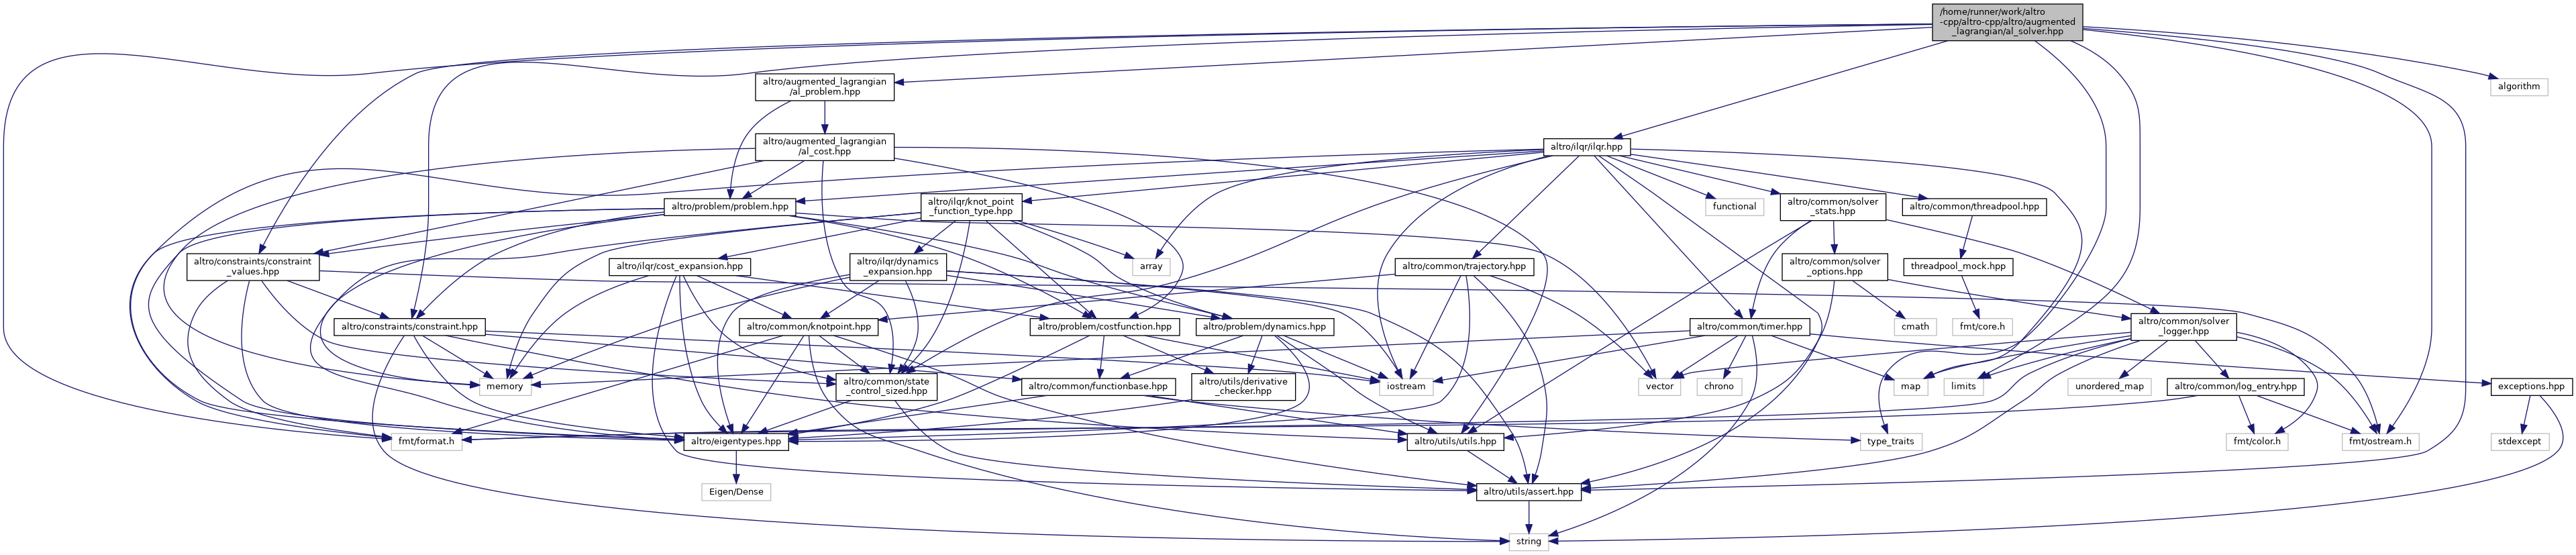 /home/runner/work/altro
-cpp/altro-cpp/altro/augmented
_lagrangian/al_solver.hpp
altro/augmented_lagrangian
/al_problem.hpp
algorithm
altro/augmented_lagrangian
/al_cost.hpp
altro/ilqr/ilqr.hpp
altro/problem/problem.hpp
altro/ilqr/knot_point
_function_type.hpp
functional
altro/common/solver
_stats.hpp
altro/common/threadpool.hpp
altro/constraints/constraint
_values.hpp
altro/ilqr/cost_expansion.hpp
altro/ilqr/dynamics
_expansion.hpp
array
altro/common/trajectory.hpp
altro/common/solver
_options.hpp
threadpool_mock.hpp
altro/constraints/constraint.hpp
altro/common/knotpoint.hpp
altro/problem/costfunction.hpp
altro/problem/dynamics.hpp
altro/common/timer.hpp
cmath
fmt/core.h
altro/common/solver
_logger.hpp
memory
altro/common/state
_control_sized.hpp
altro/common/functionbase.hpp
altro/utils/derivative
_checker.hpp
iostream
vector
chrono
map
limits
unordered_map
altro/common/log_entry.hpp
exceptions.hpp
fmt/format.h
altro/eigentypes.hpp
altro/utils/utils.hpp
type_traits
fmt/color.h
fmt/ostream.h
stdexcept
Eigen/Dense
altro/utils/assert.hpp
string